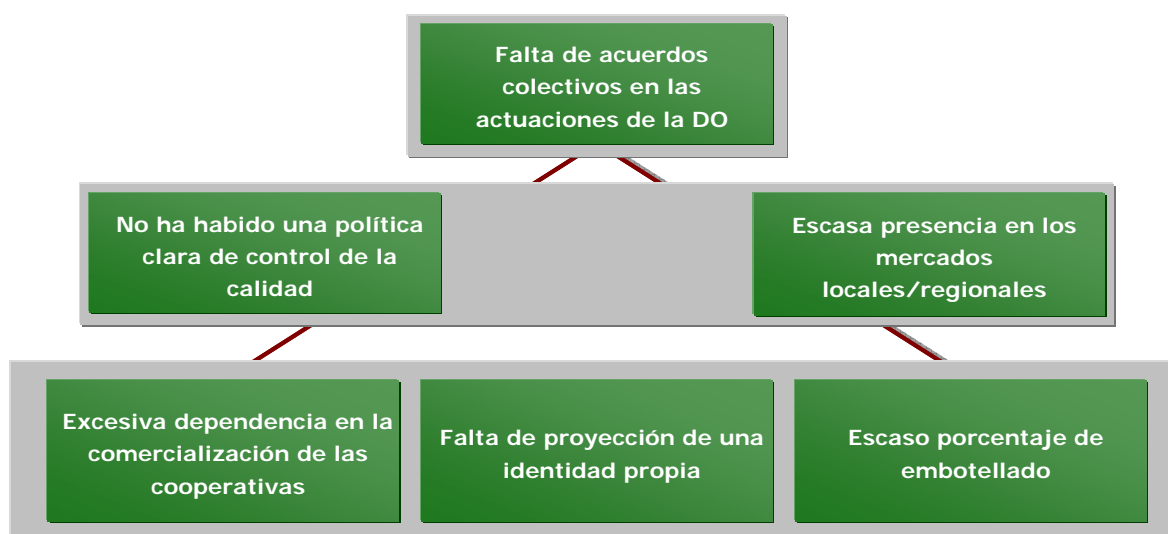 Falta de acuerdos
colectivos en las
actuaciones de la DO
No ha habido una política
clara de control de la
calidad
Escasa presencia en los
mercados
locales/regionales
Excesiva dependencia en la
comercialización de las
cooperativas
Falta de proyección de una
identidad propia
Escaso porcentaje de
embotellado